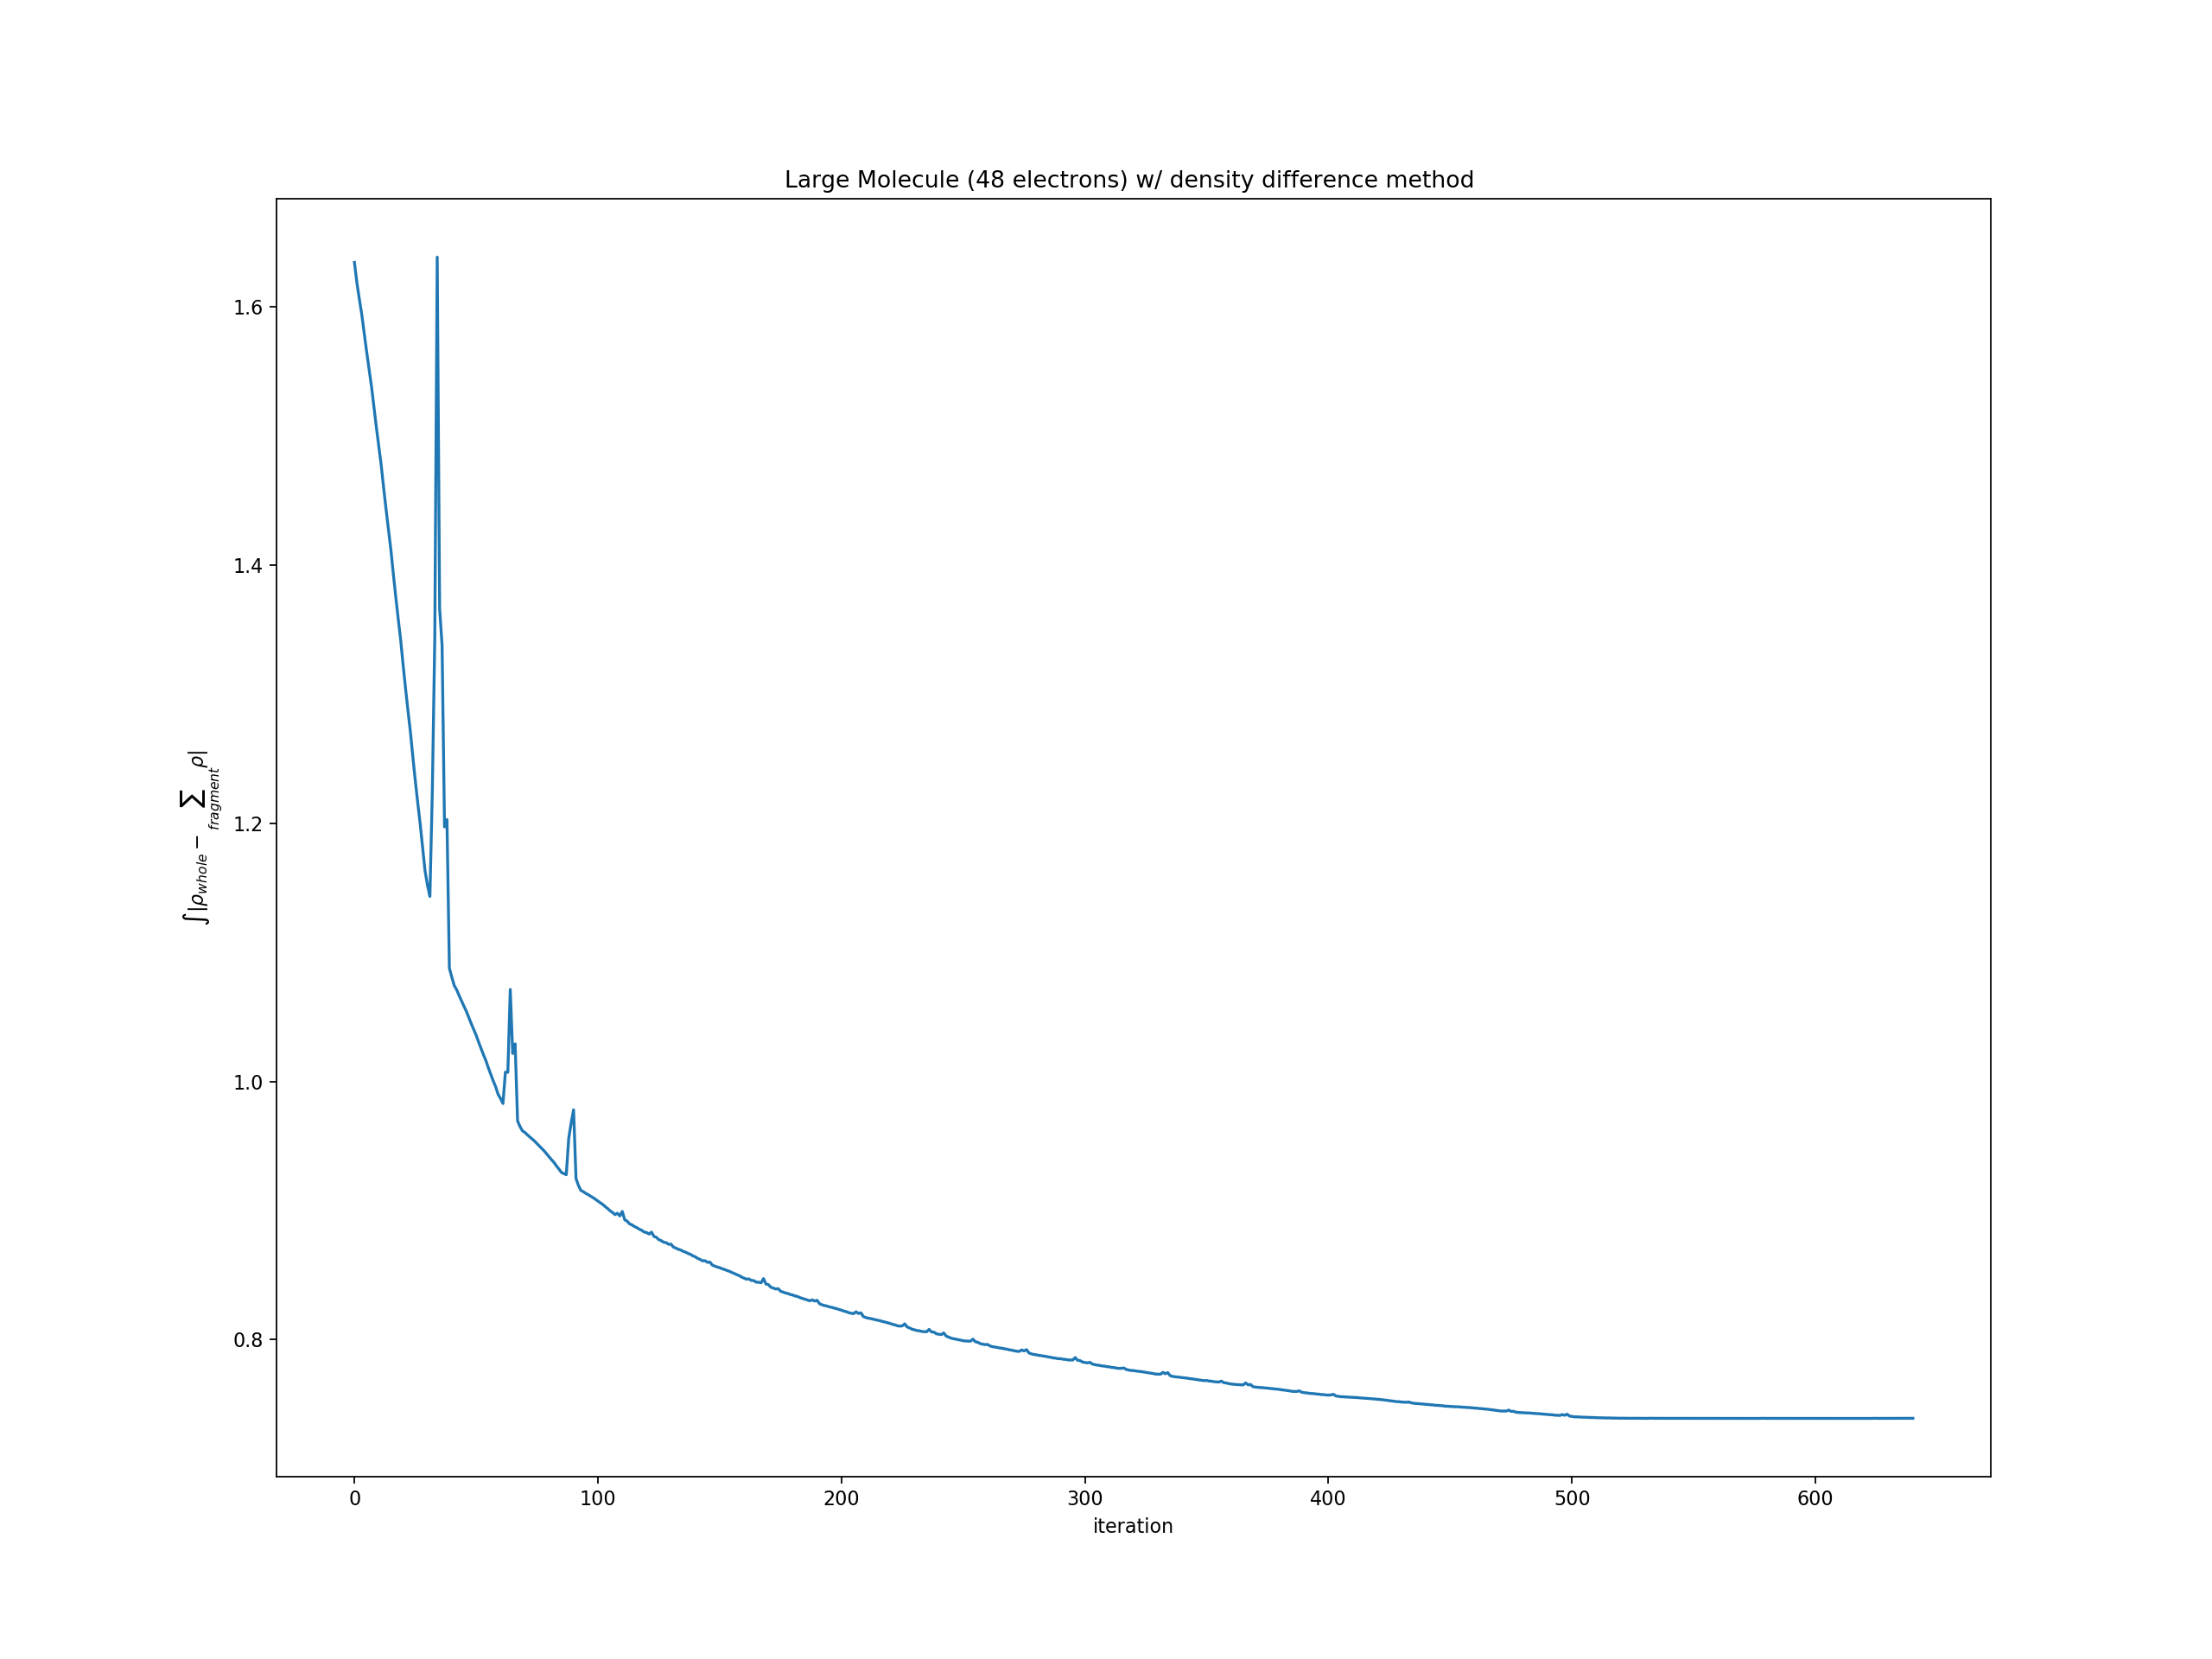 Large Molecule (48 electrons) w/ density difference method
∫|ρ_whole − ∑_fragment ρ|
1.6
1.4
1.2
1.0
0.8
0 100 200 300 400 500 600
iteration